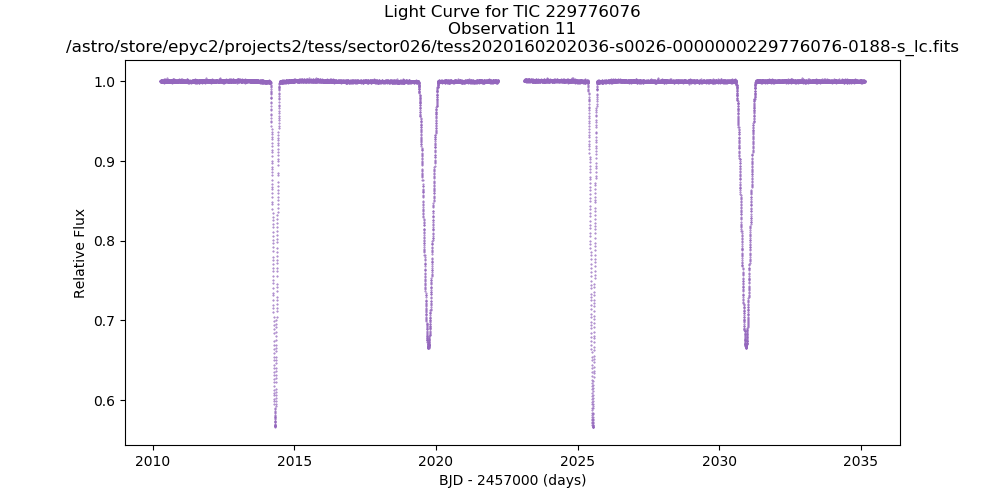 Light Curve for TIC 229776076
Observation 11
/astro/store/epyc2/projects2/tess/sector026/tess2020160202036-s0026-0000000229776076-0188-s_lc.fits
1.0
0.9
0.8
0.7
0.6
Relative Flux
2010 2015 2020 2025 2030 2035
BJD - 2457000 (days)